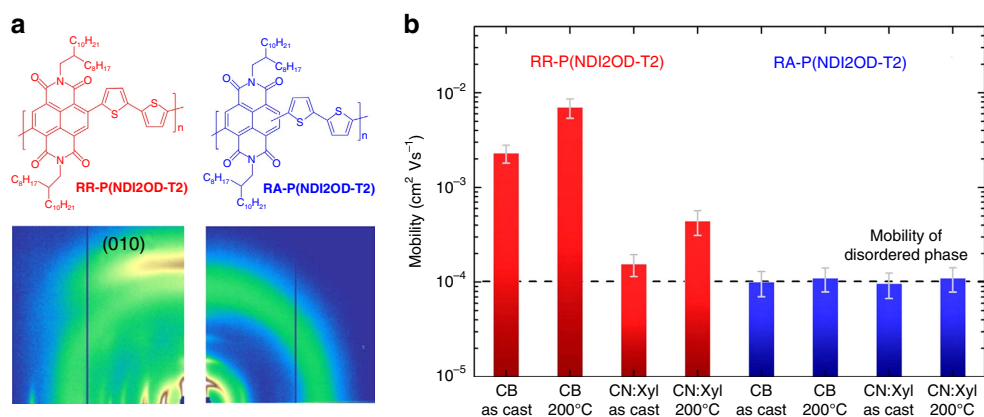 a
C₁₀H₂₁
C₈H₁₇
O N O
S
S
n
O N O
C₈H₁₇
C₁₀H₂₁
RR-P(NDI2OD-T2)
C₁₀H₂₁
C₈H₁₇
O N O
S
S
n
O N O
C₈H₁₇
C₁₀H₂₁
RA-P(NDI2OD-T2)
(010)
b
RR-P(NDI2OD-T2)
RA-P(NDI2OD-T2)
Mobility (cm² Vs⁻¹)
10⁻²
10⁻³
10⁻⁴
10⁻⁵
Mobility of
disordered phase
CB CB CN:Xyl CN:Xyl CB CB CN:Xyl CN:Xyl
as cast 200°C as cast 200°C as cast 200°C as cast 200°C